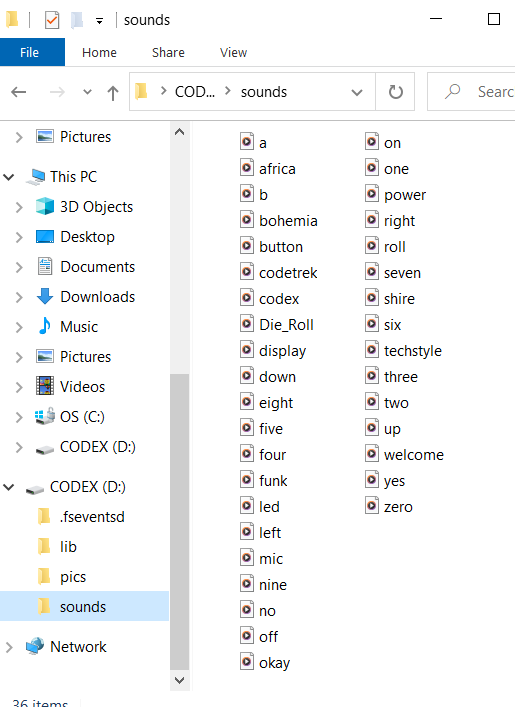 sounds
File Home Share View
COD... sounds
Searc
Pictures
This PC
3D Objects
Desktop
Documents
Downloads
Music
Pictures
Videos
OS (C:)
CODEX (D:)
CODEX (D:)
.fseventsd
lib
pics
sounds
Network
a
africa
b
bohemia
button
codetrek
codex
Die_Roll
display
down
eight
five
four
funk
led
left
mic
nine
no
off
okay
on
one
power
right
roll
seven
shire
six
techstyle
three
two
up
welcome
yes
zero
36 items